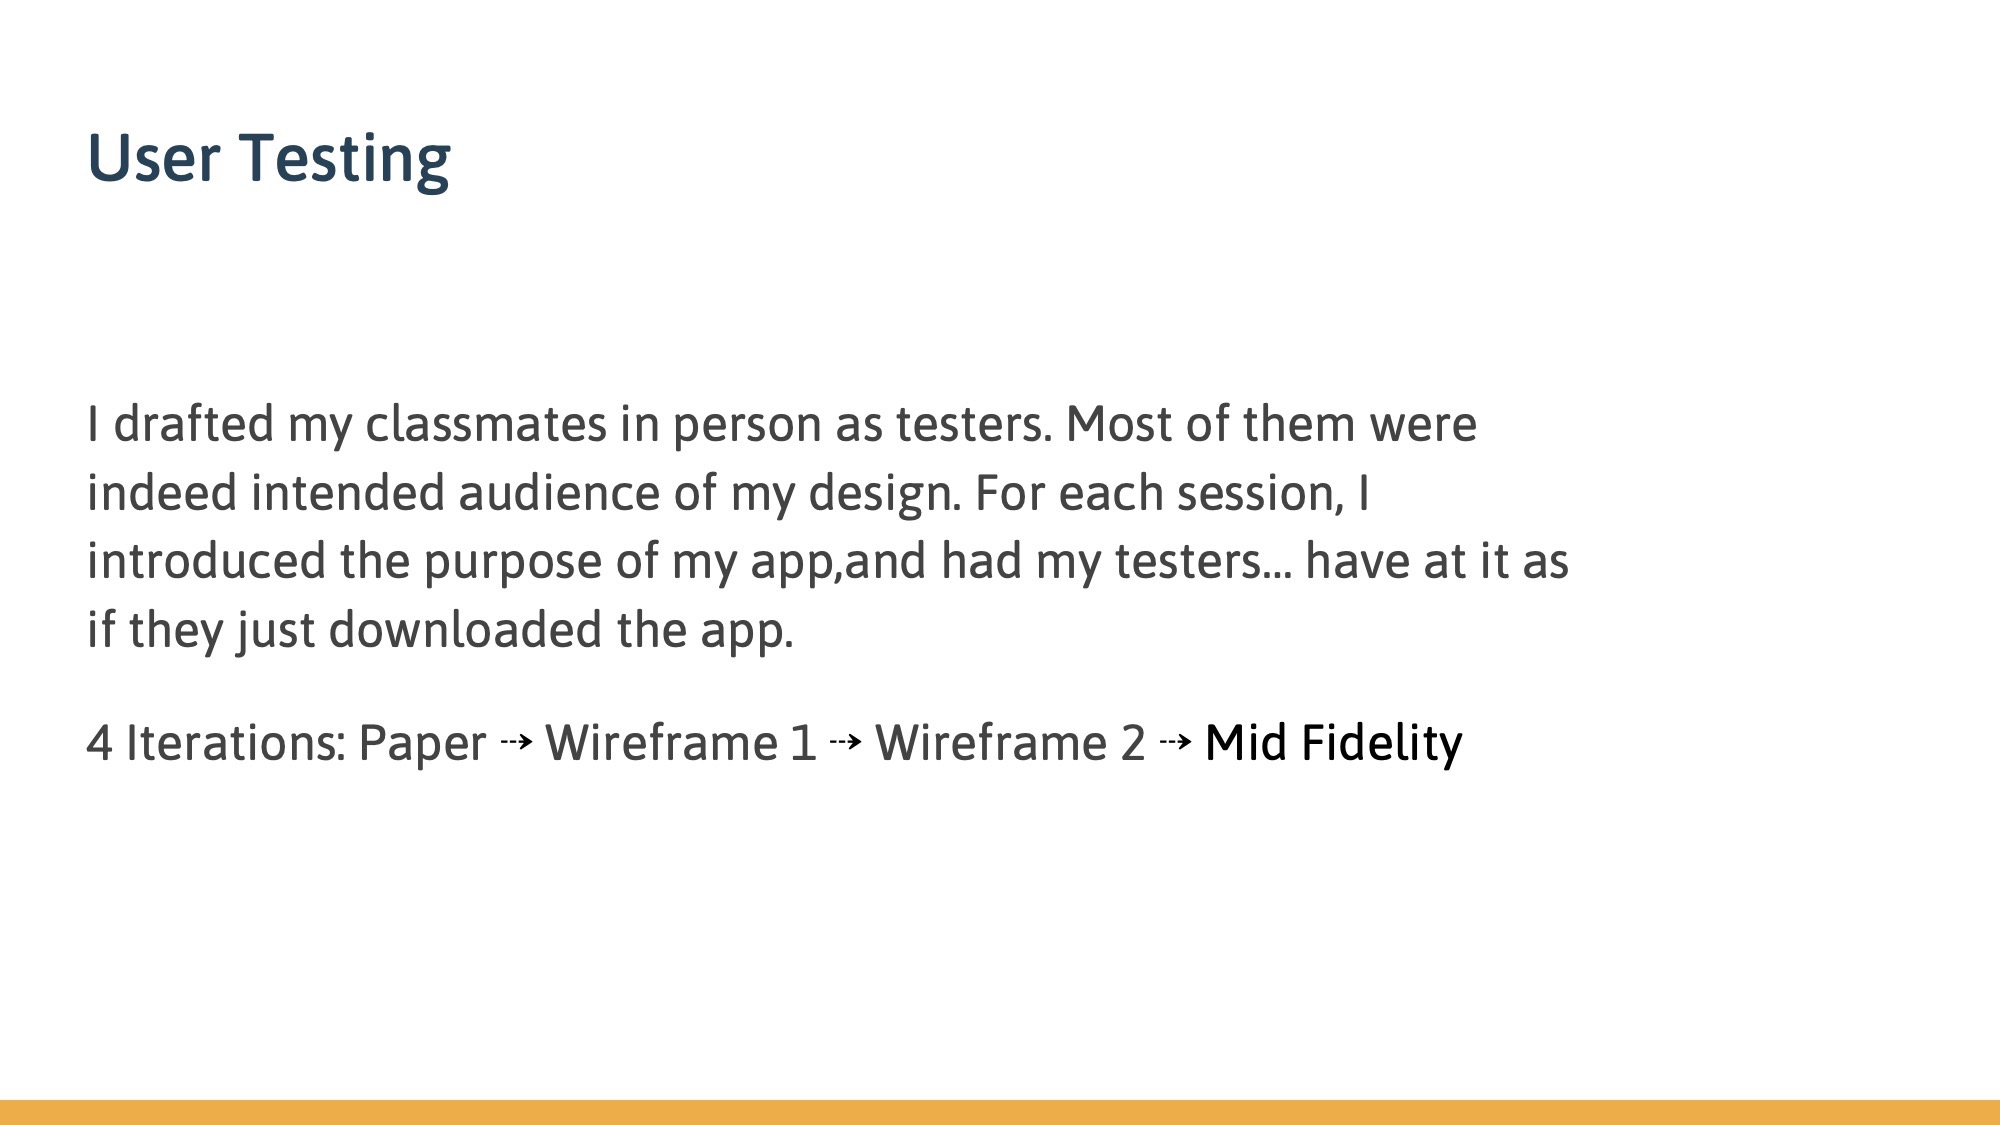 User Testing
I drafted my classmates in person as testers. Most of them were
indeed intended audience of my design. For each session, I
introduced the purpose of my app,and had my testers... have at it as
if they just downloaded the app.
4 Iterations: Paper ⇢ Wireframe 1 ⇢ Wireframe 2 ⇢ Mid Fidelity